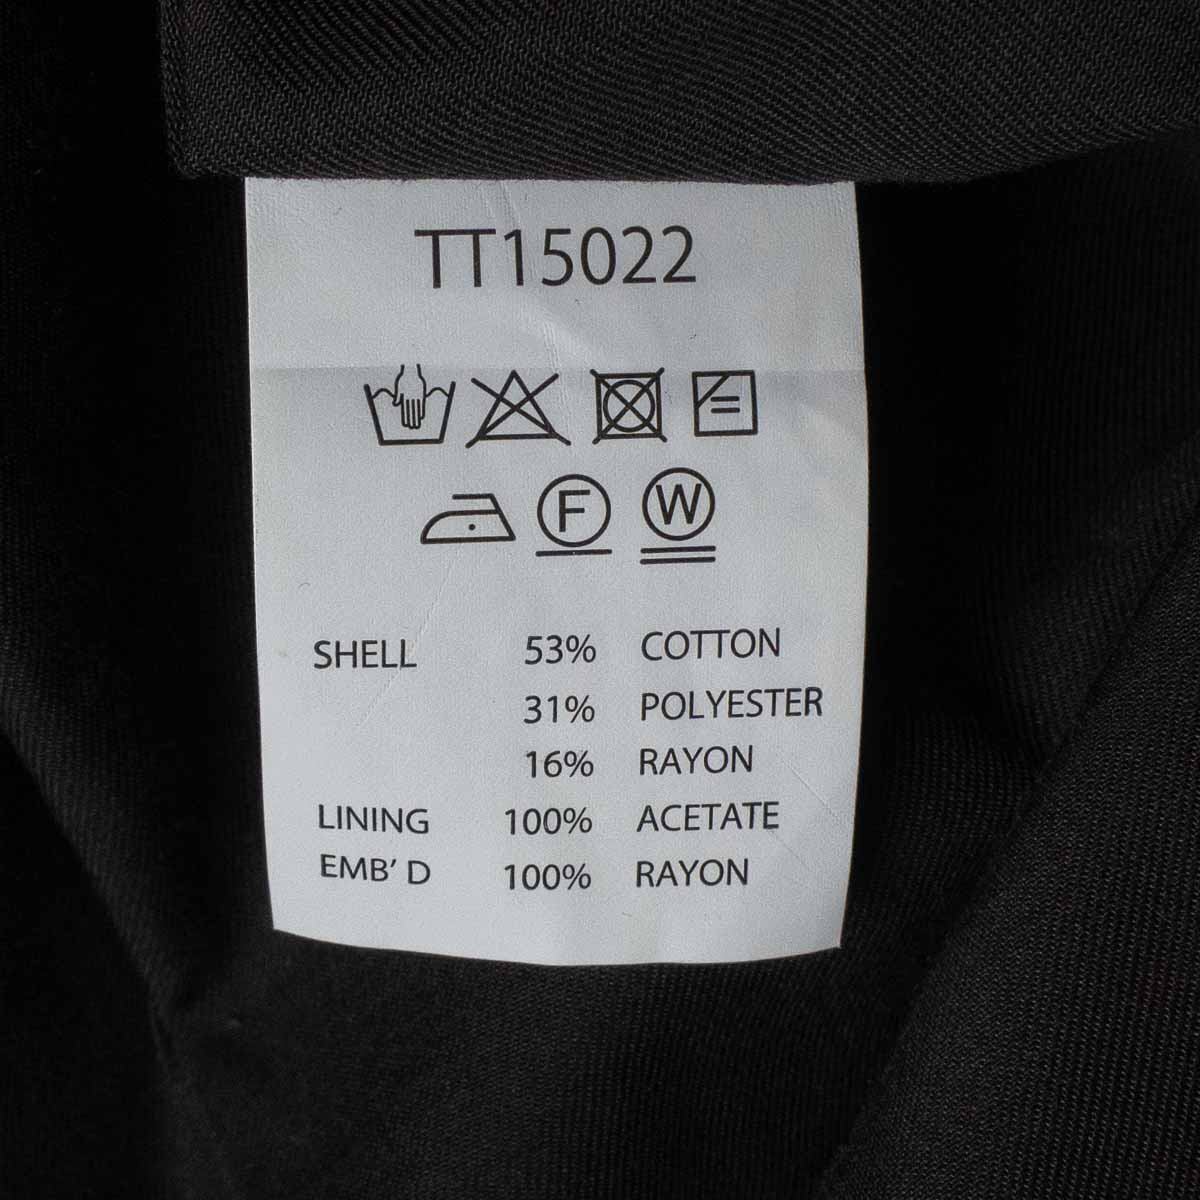 TT15022
F W
SHELL 53% COTTON
31% POLYESTER
16% RAYON
LINING 100% ACETATE
EMB' D 100% RAYON